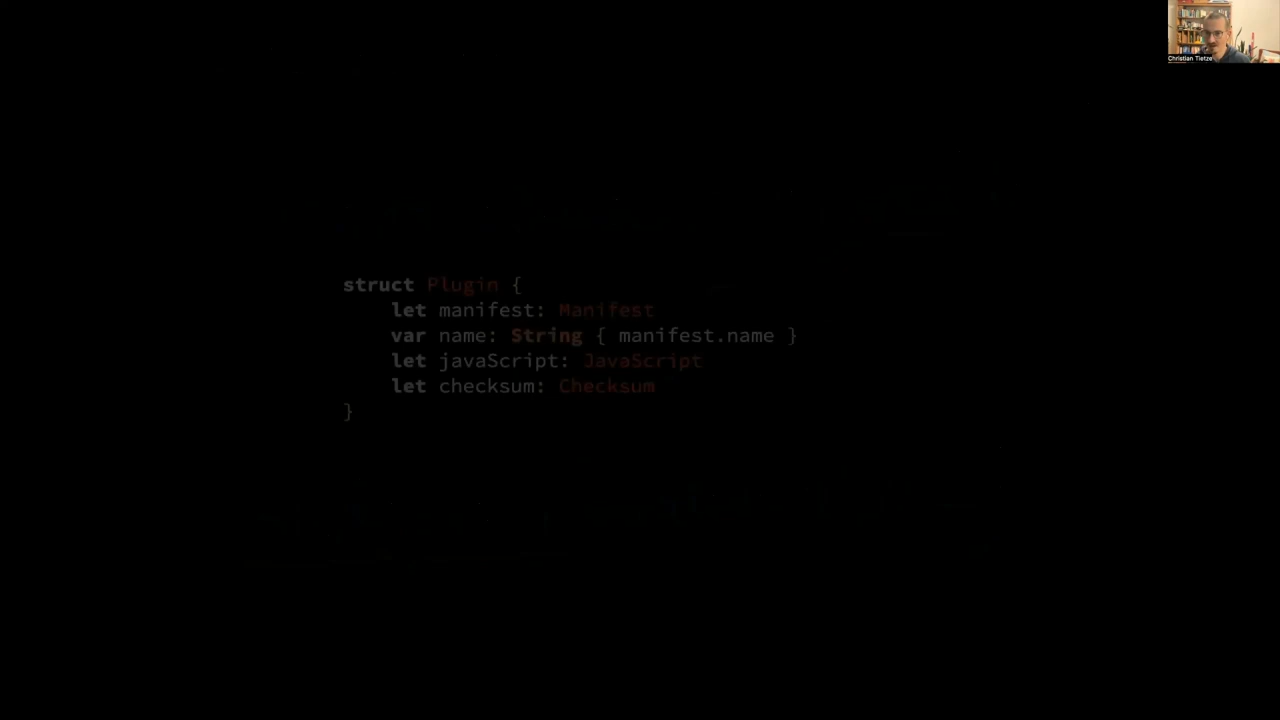 Christian Tietze
struct Plugin {
    let manifest: Manifest
    var name: String { manifest.name }
    let javaScript: JavaScript
    let checksum: Checksum
}